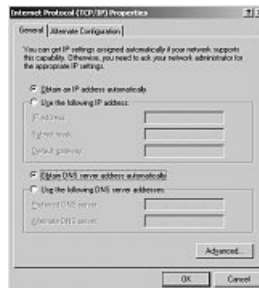 Internet Protocol (TCP/IP) Properties
General
Alternate Configuration
You can get IP settings assigned automatically if your network supports
this capability. Otherwise, you need to ask your network administrator for
the appropriate IP settings.
Obtain an IP address automatically
Use the following IP address:
IP address:
Subnet mask:
Default gateway:
Obtain DNS server address automatically
Use the following DNS server addresses:
Preferred DNS server:
Alternate DNS server:
Advanced...
OK
Cancel